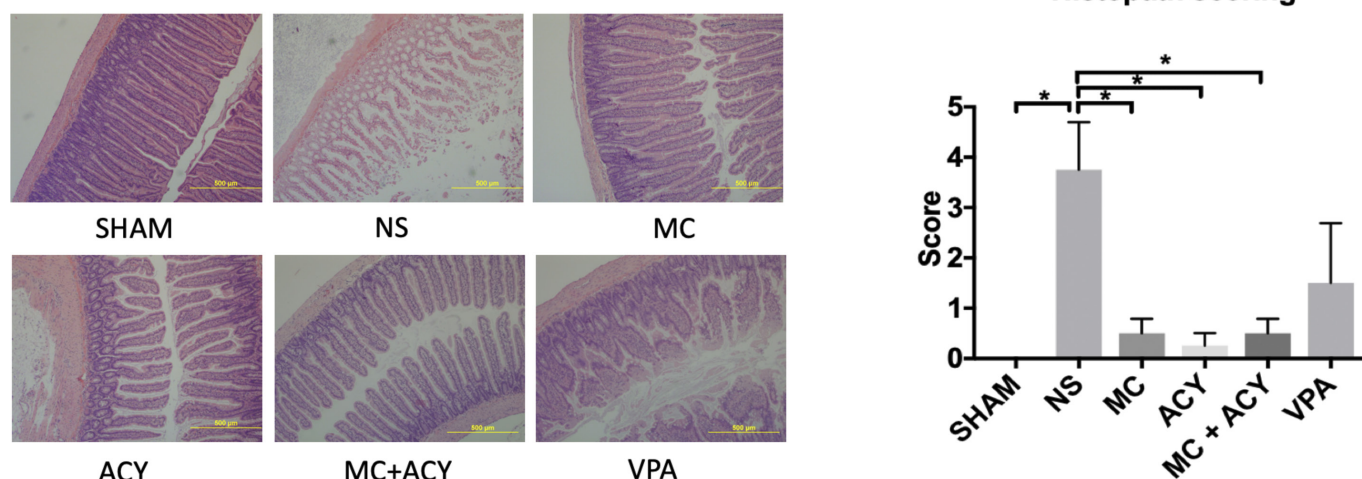 500 µm
500 µm
500 µm
SHAM
NS
MC
500 µm
500 µm
500 µm
ACY
MC+ACY
VPA
scoring
*
*
*
*
Score
5
4
3
2
1
0
SHAM
NS
MC
ACY
MC + ACY
VPA